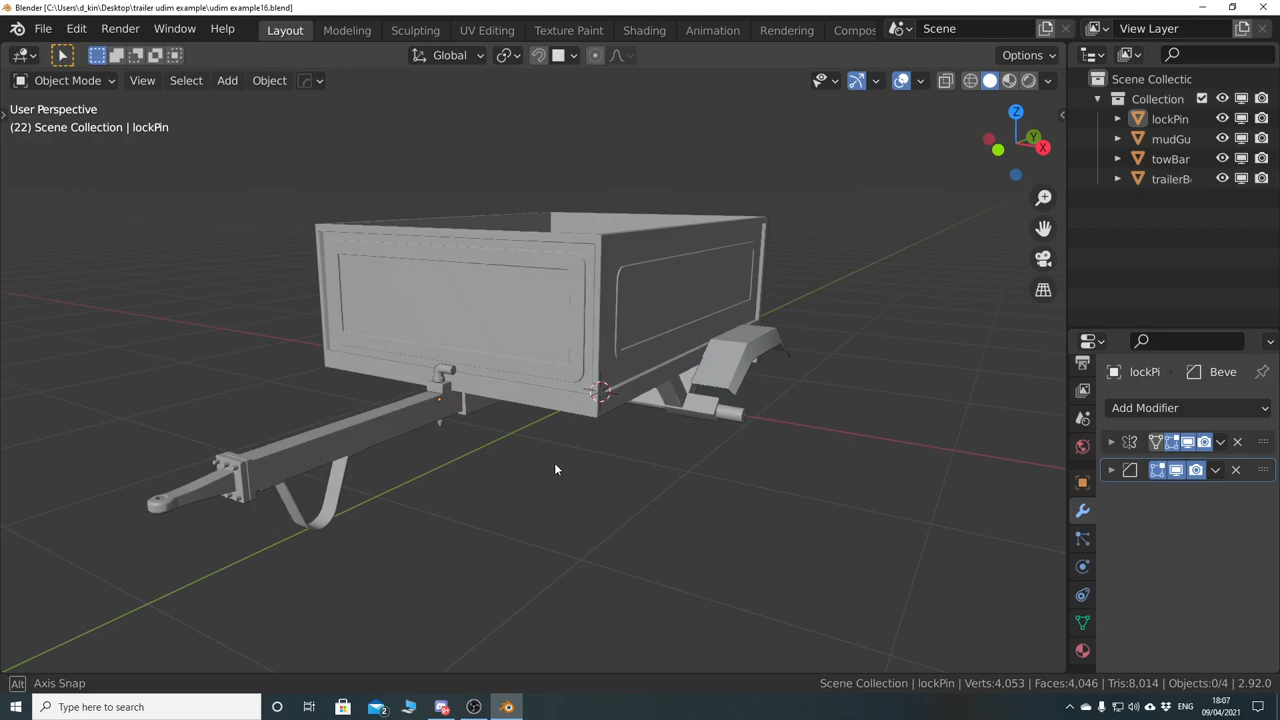 Blender [C:\Users\d_kin\Desktop\trailer udim example\udim example16.blend]
File Edit Render Window Help Layout Modeling Sculpting UV Editing Texture Paint Shading Animation Rendering Compos Scene View Layer
Global Options
Object Mode View Select Add Object
User Perspective
(22) Scene Collection | lockPin
Z
Y
X
Scene Collectic
Collection
lockPin
mudGu
towBar
trailerB
lockPi Beve
Add Modifier
Alt Axis Snap Scene Collection | lockPin Verts:4,053 | Faces:4,046 | Tris:8,014 | Objects:0/4 | 2.92.0
Type here to search 2 ENG 18:07
09/04/2021